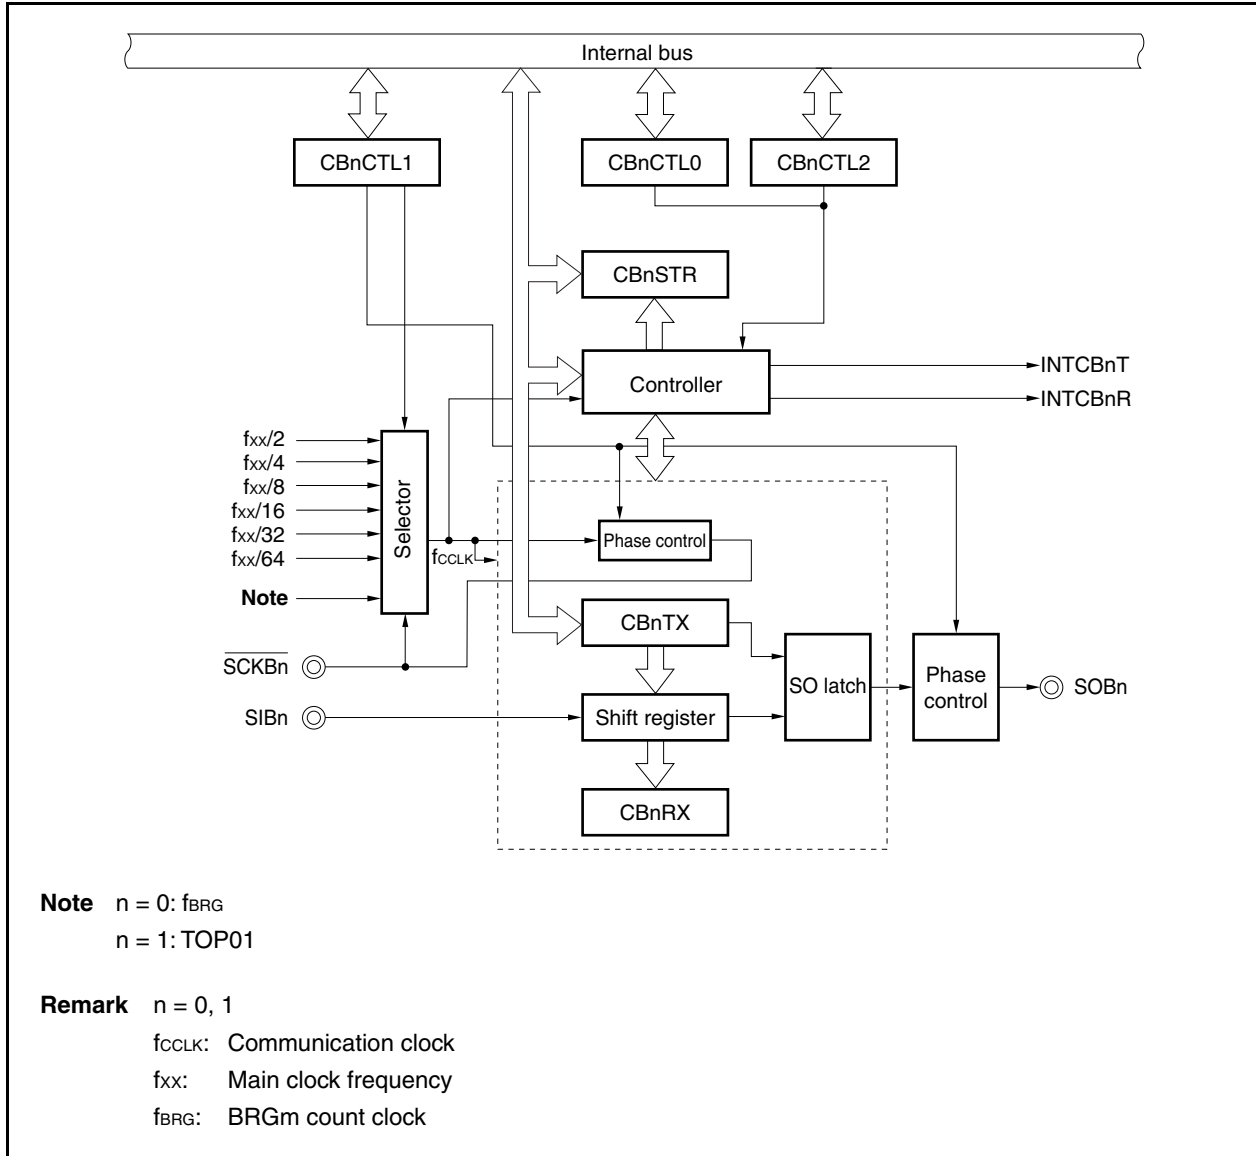 Internal bus
CBnCTL1
CBnCTL0
CBnCTL2
CBnSTR
Controller
INTCBnT
INTCBnR
fxx/2
fxx/4
fxx/8
fxx/16
fxx/32
fxx/64
Note
Selector
fCCLK
Phase control
CBnTX
SCKBn
SIBn
Shift register
SO latch
Phase
control
SOBn
CBnRX
Note n = 0: fBRG
n = 1: TOP01
Remark n = 0, 1
fCCLK: Communication clock
fxx: Main clock frequency
fBRG: BRGm count clock